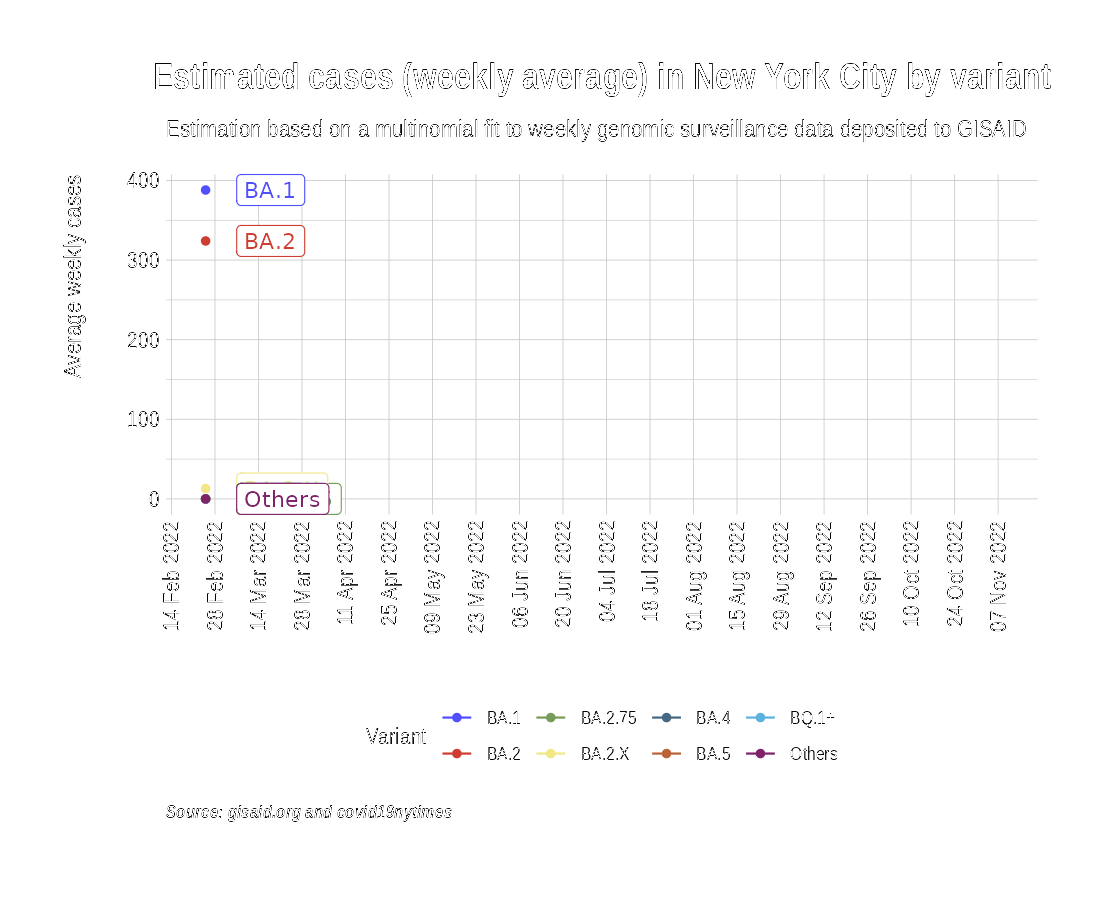 Estimated cases (weekly average) in New York City by variant
Estimation based on a multinomial fit to weekly genomic surveillance data deposited to GISAID
Average weekly cases
400
300
200
100
0
BA.1
BA.2
Others
14 Feb 2022
28 Feb 2022
14 Mar 2022
28 Mar 2022
11 Apr 2022
25 Apr 2022
09 May 2022
23 May 2022
06 Jun 2022
20 Jun 2022
04 Jul 2022
18 Jul 2022
01 Aug 2022
15 Aug 2022
29 Aug 2022
12 Sep 2022
26 Sep 2022
10 Oct 2022
24 Oct 2022
07 Nov 2022
Variant
BA.1 BA.2.75 BA.4 BQ.1+
BA.2 BA.2.X BA.5 Others
Source: gisaid.org and covid19nytimes